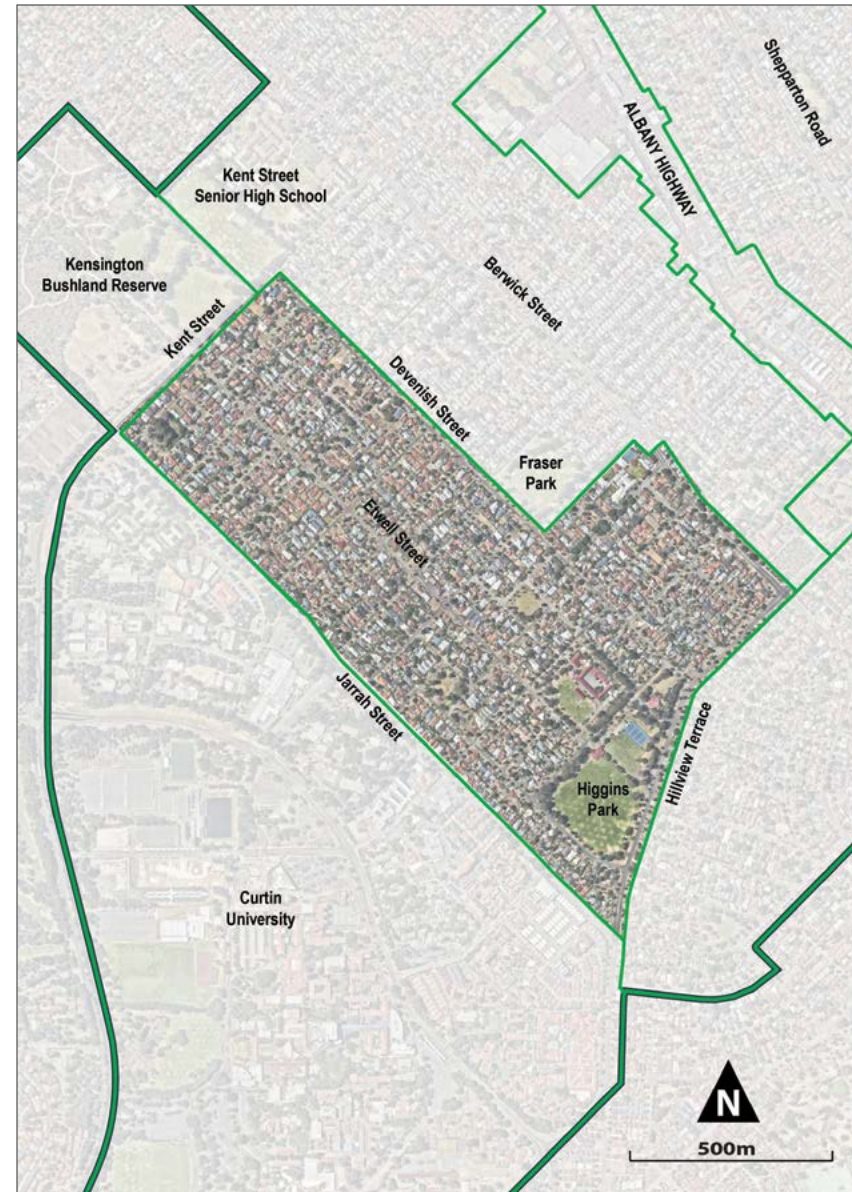 Shepparton Road
ALBANY HIGHWAY
Kent Street
Senior High School
Kensington
Bushland Reserve
Kent Street
Berwick Street
Devenish Street
Fraser
Park
Etwell Street
Jarrah Street
Higgins
Park
Hillview Terrace
Curtin
University
N
500m